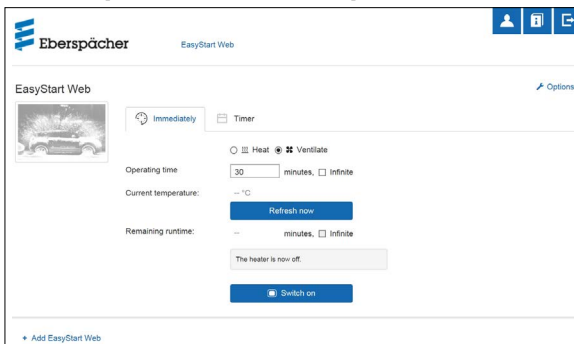 Eberspächer
EasyStart Web
EasyStart Web
Options
Immediately
Timer
Heat Ventilate
Operating time 30 minutes, Infinite
Current temperature: -- °C
Refresh now
Remaining runtime: -- minutes, Infinite
The heater is now off.
Switch on
+ Add EasyStart Web